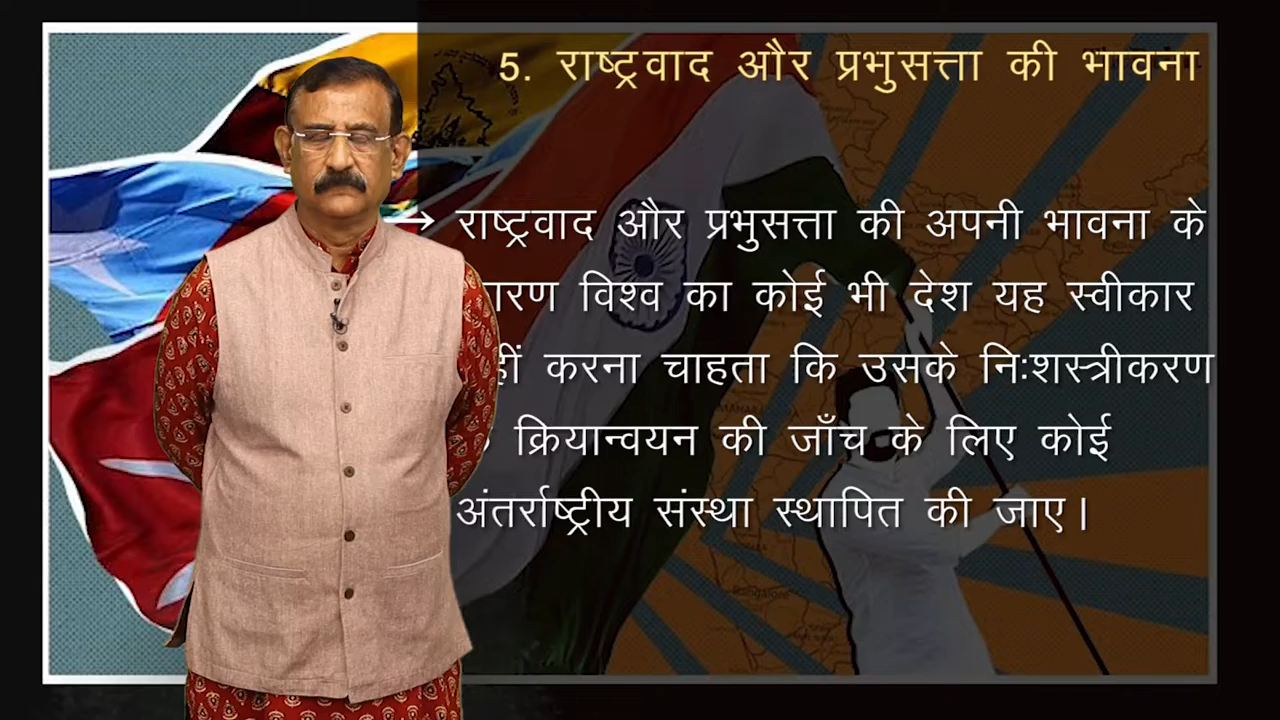 5. राष्ट्रवाद और प्रभुसत्ता की भावना
→ राष्ट्रवाद और प्रभुसत्ता की अपनी भावना के
विश्व का कोई भी देश यह स्वीकार
करना चाहता कि उसके निःशस्त्रीकरण
क्रियान्वयन की जाँच के लिए कोई
अंतर्राष्ट्रीय संस्था स्थापित की जाए।
Bangalore